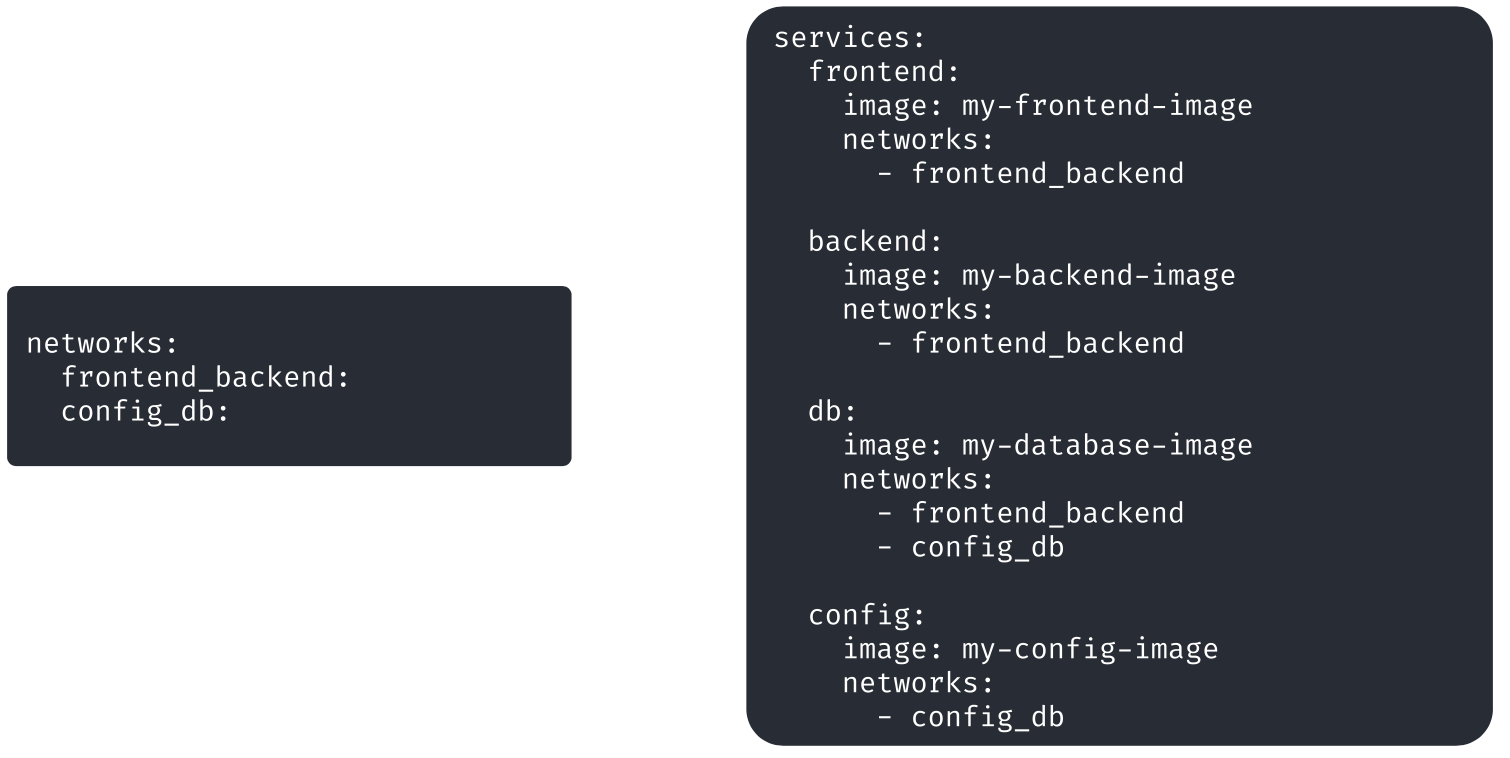 networks:
  frontend_backend:
  config_db:
services:
  frontend:
    image: my-frontend-image
    networks:
      - frontend_backend
  backend:
    image: my-backend-image
    networks:
      - frontend_backend
  db:
    image: my-database-image
    networks:
      - frontend_backend
      - config_db
  config:
    image: my-config-image
    networks:
      - config_db